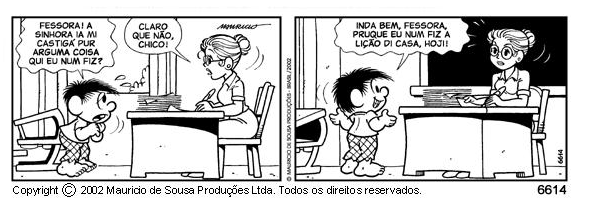 FESSORA! A
SINHORA IA MI
CASTIGÁ PUR
ARGUMA COISA
QUI EU NUM FIZ?
CLARO
QUE NÃO,
CHICO!
MAURICIO
© MAURICIO DE SOUSA PRODUÇÕES - BRASIL / 2002
INDA BEM, FESSORA,
PRUQUE EU NUM FIZ A
LIÇÃO DI CASA, HOJI!
6614
Copyright © 2002 Mauricio de Sousa Produções Ltda. Todos os direitos reservados.
6614